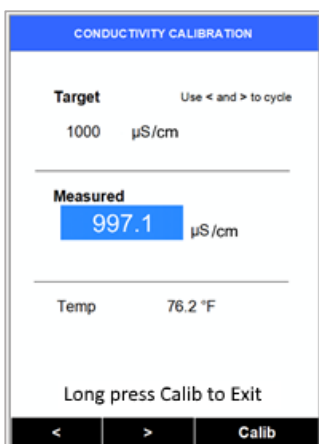 CONDUCTIVITY CALIBRATION
Target Use < and > to cycle
1000 µS/cm
Measured
997.1 µS/cm
Temp 76.2 °F
Long press Calib to Exit
< > Calib